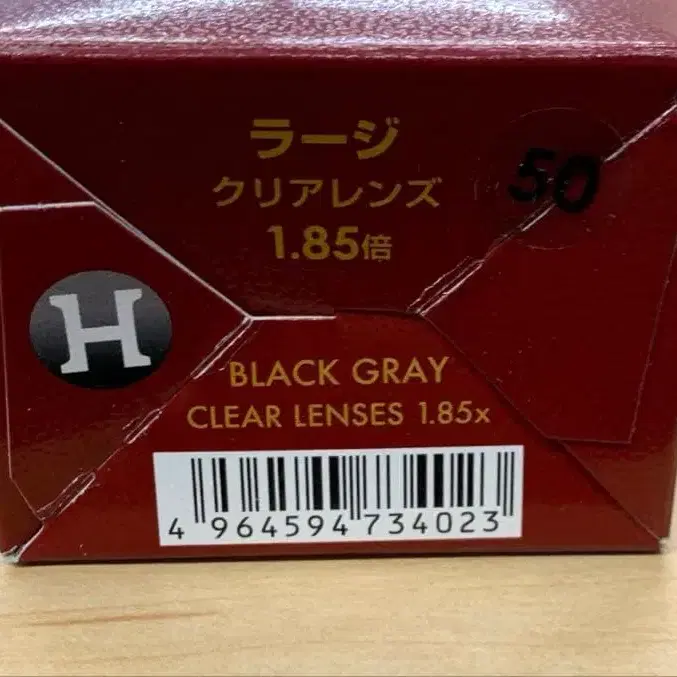 ラージ
クリアレンズ
1.85倍
50
H
BLACK GRAY
CLEAR LENSES 1.85x
4 964594 734023